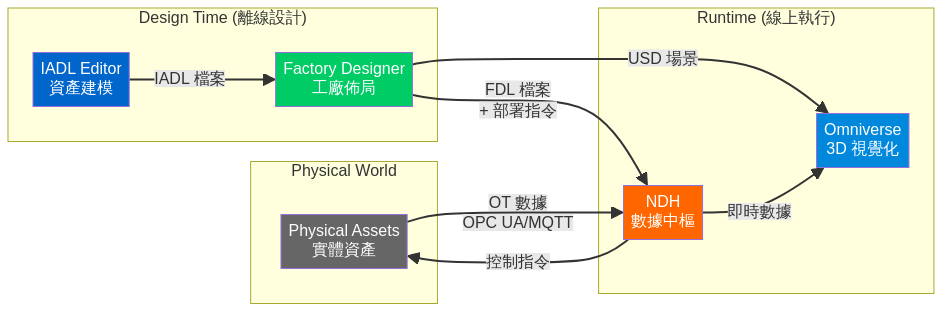 Design Time (離線設計)
IADL Editor
資產建模
IADL 檔案
Factory Designer
工廠佈局
Runtime (線上執行)
USD 場景
FDL 檔案
+ 部署指令
Omniverse
3D 視覺化
Physical World
Physical Assets
實體資產
OT 數據
OPC UA/MQTT
控制指令
NDH
數據中樞
即時數據